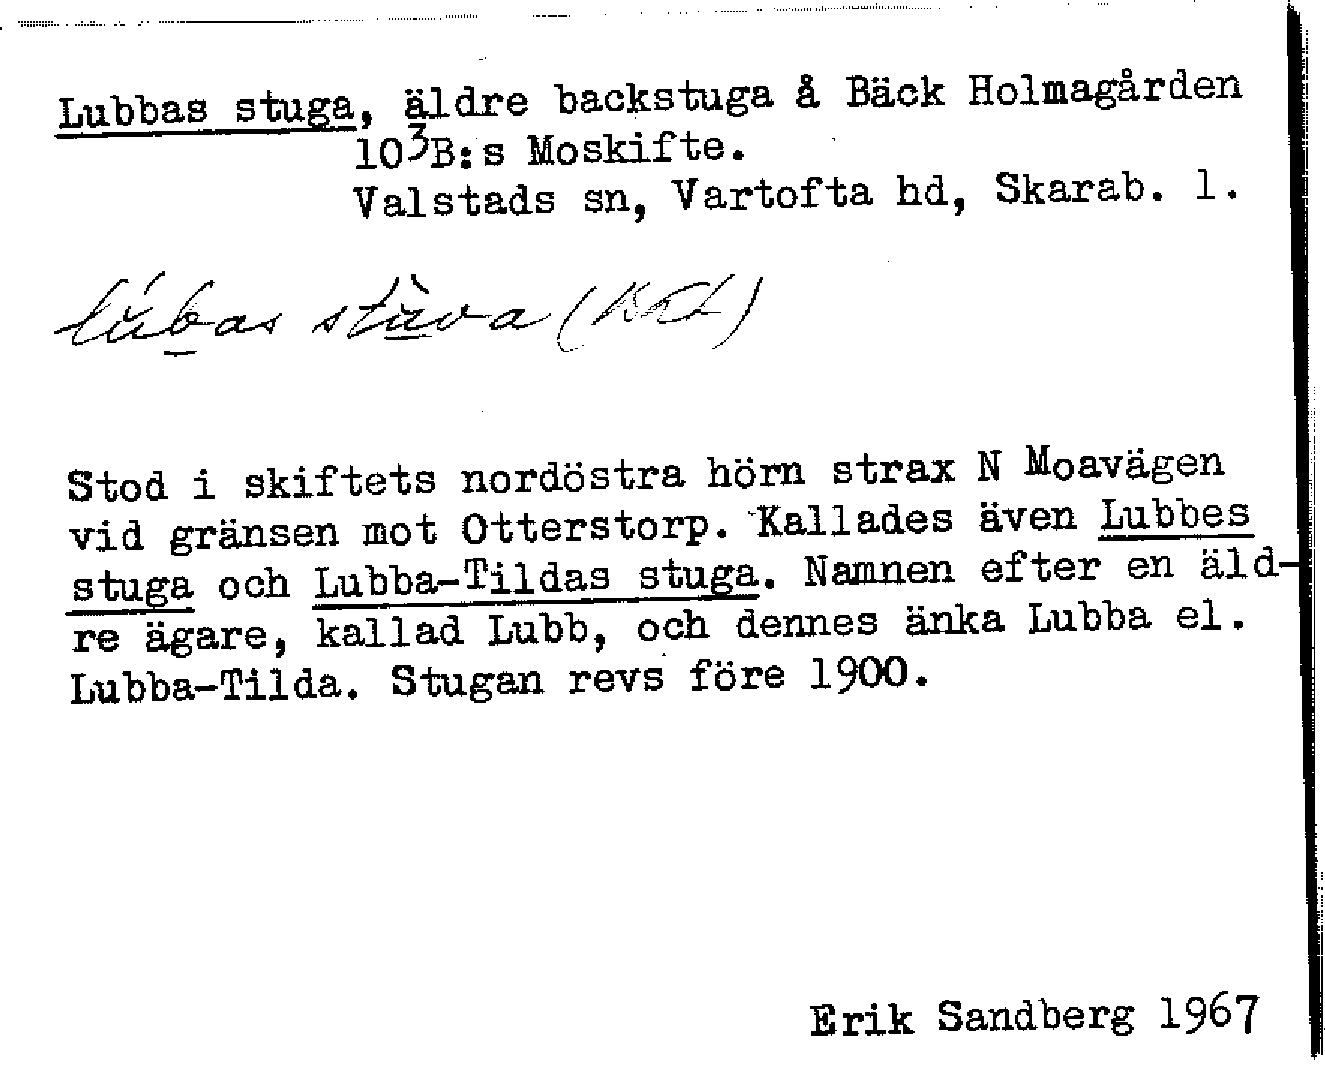 Lubbas stuga, äldre backstuga å Bäck Holmagården
10³B:s Moskifte.
Valstads sn, Vartofta hd, Skarab. l.
stùva
Stod i skiftets nordöstra hörn strax N Moavägen
vid gränsen mot Otterstorp. Kallades även Lubbes
stuga och Lubba-Tildas stuga. Namnen efter en äld-
re ägare, kallad Lubb, och dennes änka Lubba el.
Lubba-Tilda. Stugan revs före 1900.
Erik Sandberg 1967